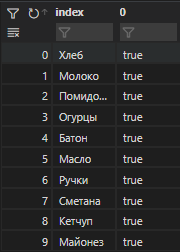 index 0
0 Хлеб true
1 Молоко true
2 Помидо... true
3 Огурцы true
4 Батон true
5 Масло true
6 Ручки true
7 Сметана true
8 Кетчуп true
9 Майонез true